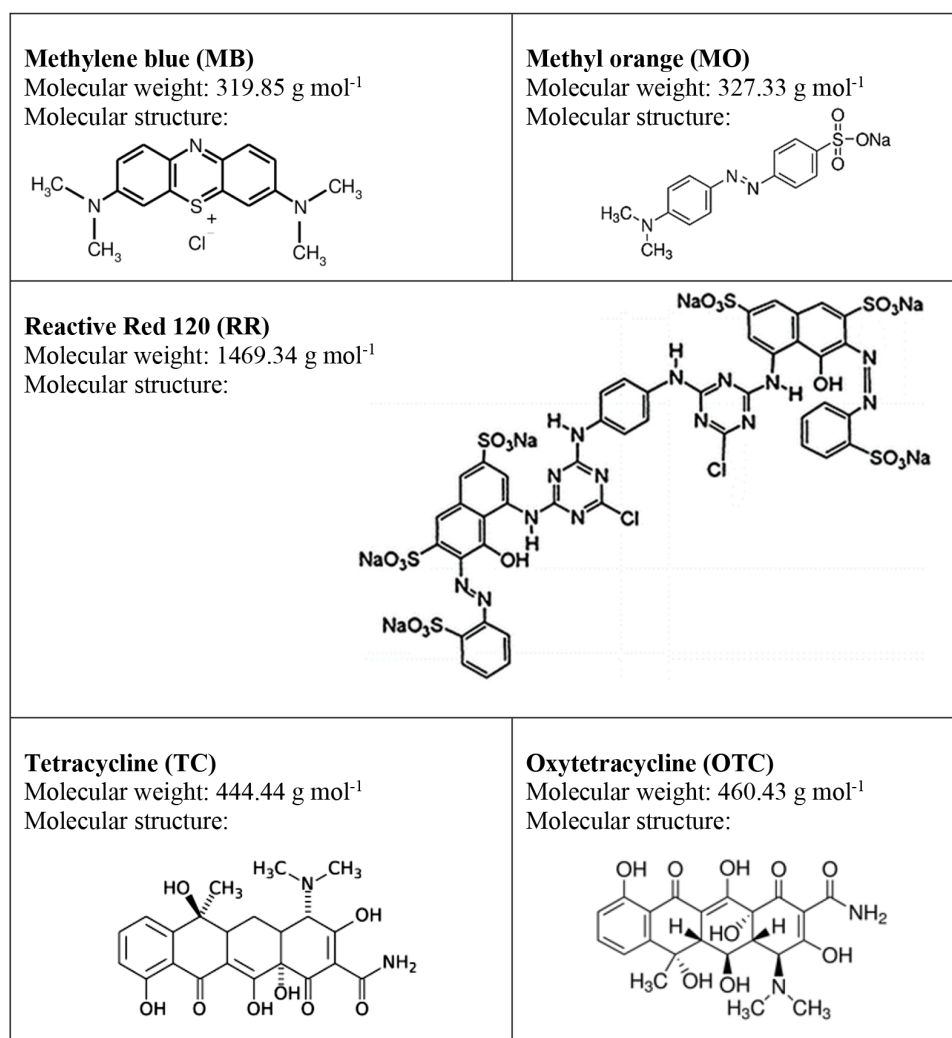 Methylene blue (MB)
Molecular weight: 319.85 g mol-1
Molecular structure:
N
H3C
N
CH3
S
+
Cl-
N
CH3
CH3
Methyl orange (MO)
Molecular weight: 327.33 g mol-1
Molecular structure:
O
S
ONa
O
N
N
H3C
N
CH3
Reactive Red 120 (RR)
Molecular weight: 1469.34 g mol-1
Molecular structure:
NaO3S
SO3Na
H
N
N
H
OH
N
N
N
N
N
Cl
SO3Na
H
N
SO3Na
N
N
N
Cl
N
H
OH
NaO3S
N
N
NaO3S
Tetracycline (TC)
Molecular weight: 444.44 g mol-1
Molecular structure:
H3C
CH3
N
HO
CH3
OH
NH2
OH
O
OH
OH
O
O
Oxytetracycline (OTC)
Molecular weight: 460.43 g mol-1
Molecular structure:
OH
O
OH
O
O
NH2
H
HO
H
OH
H3C
OH
OH
N
H3C
CH3